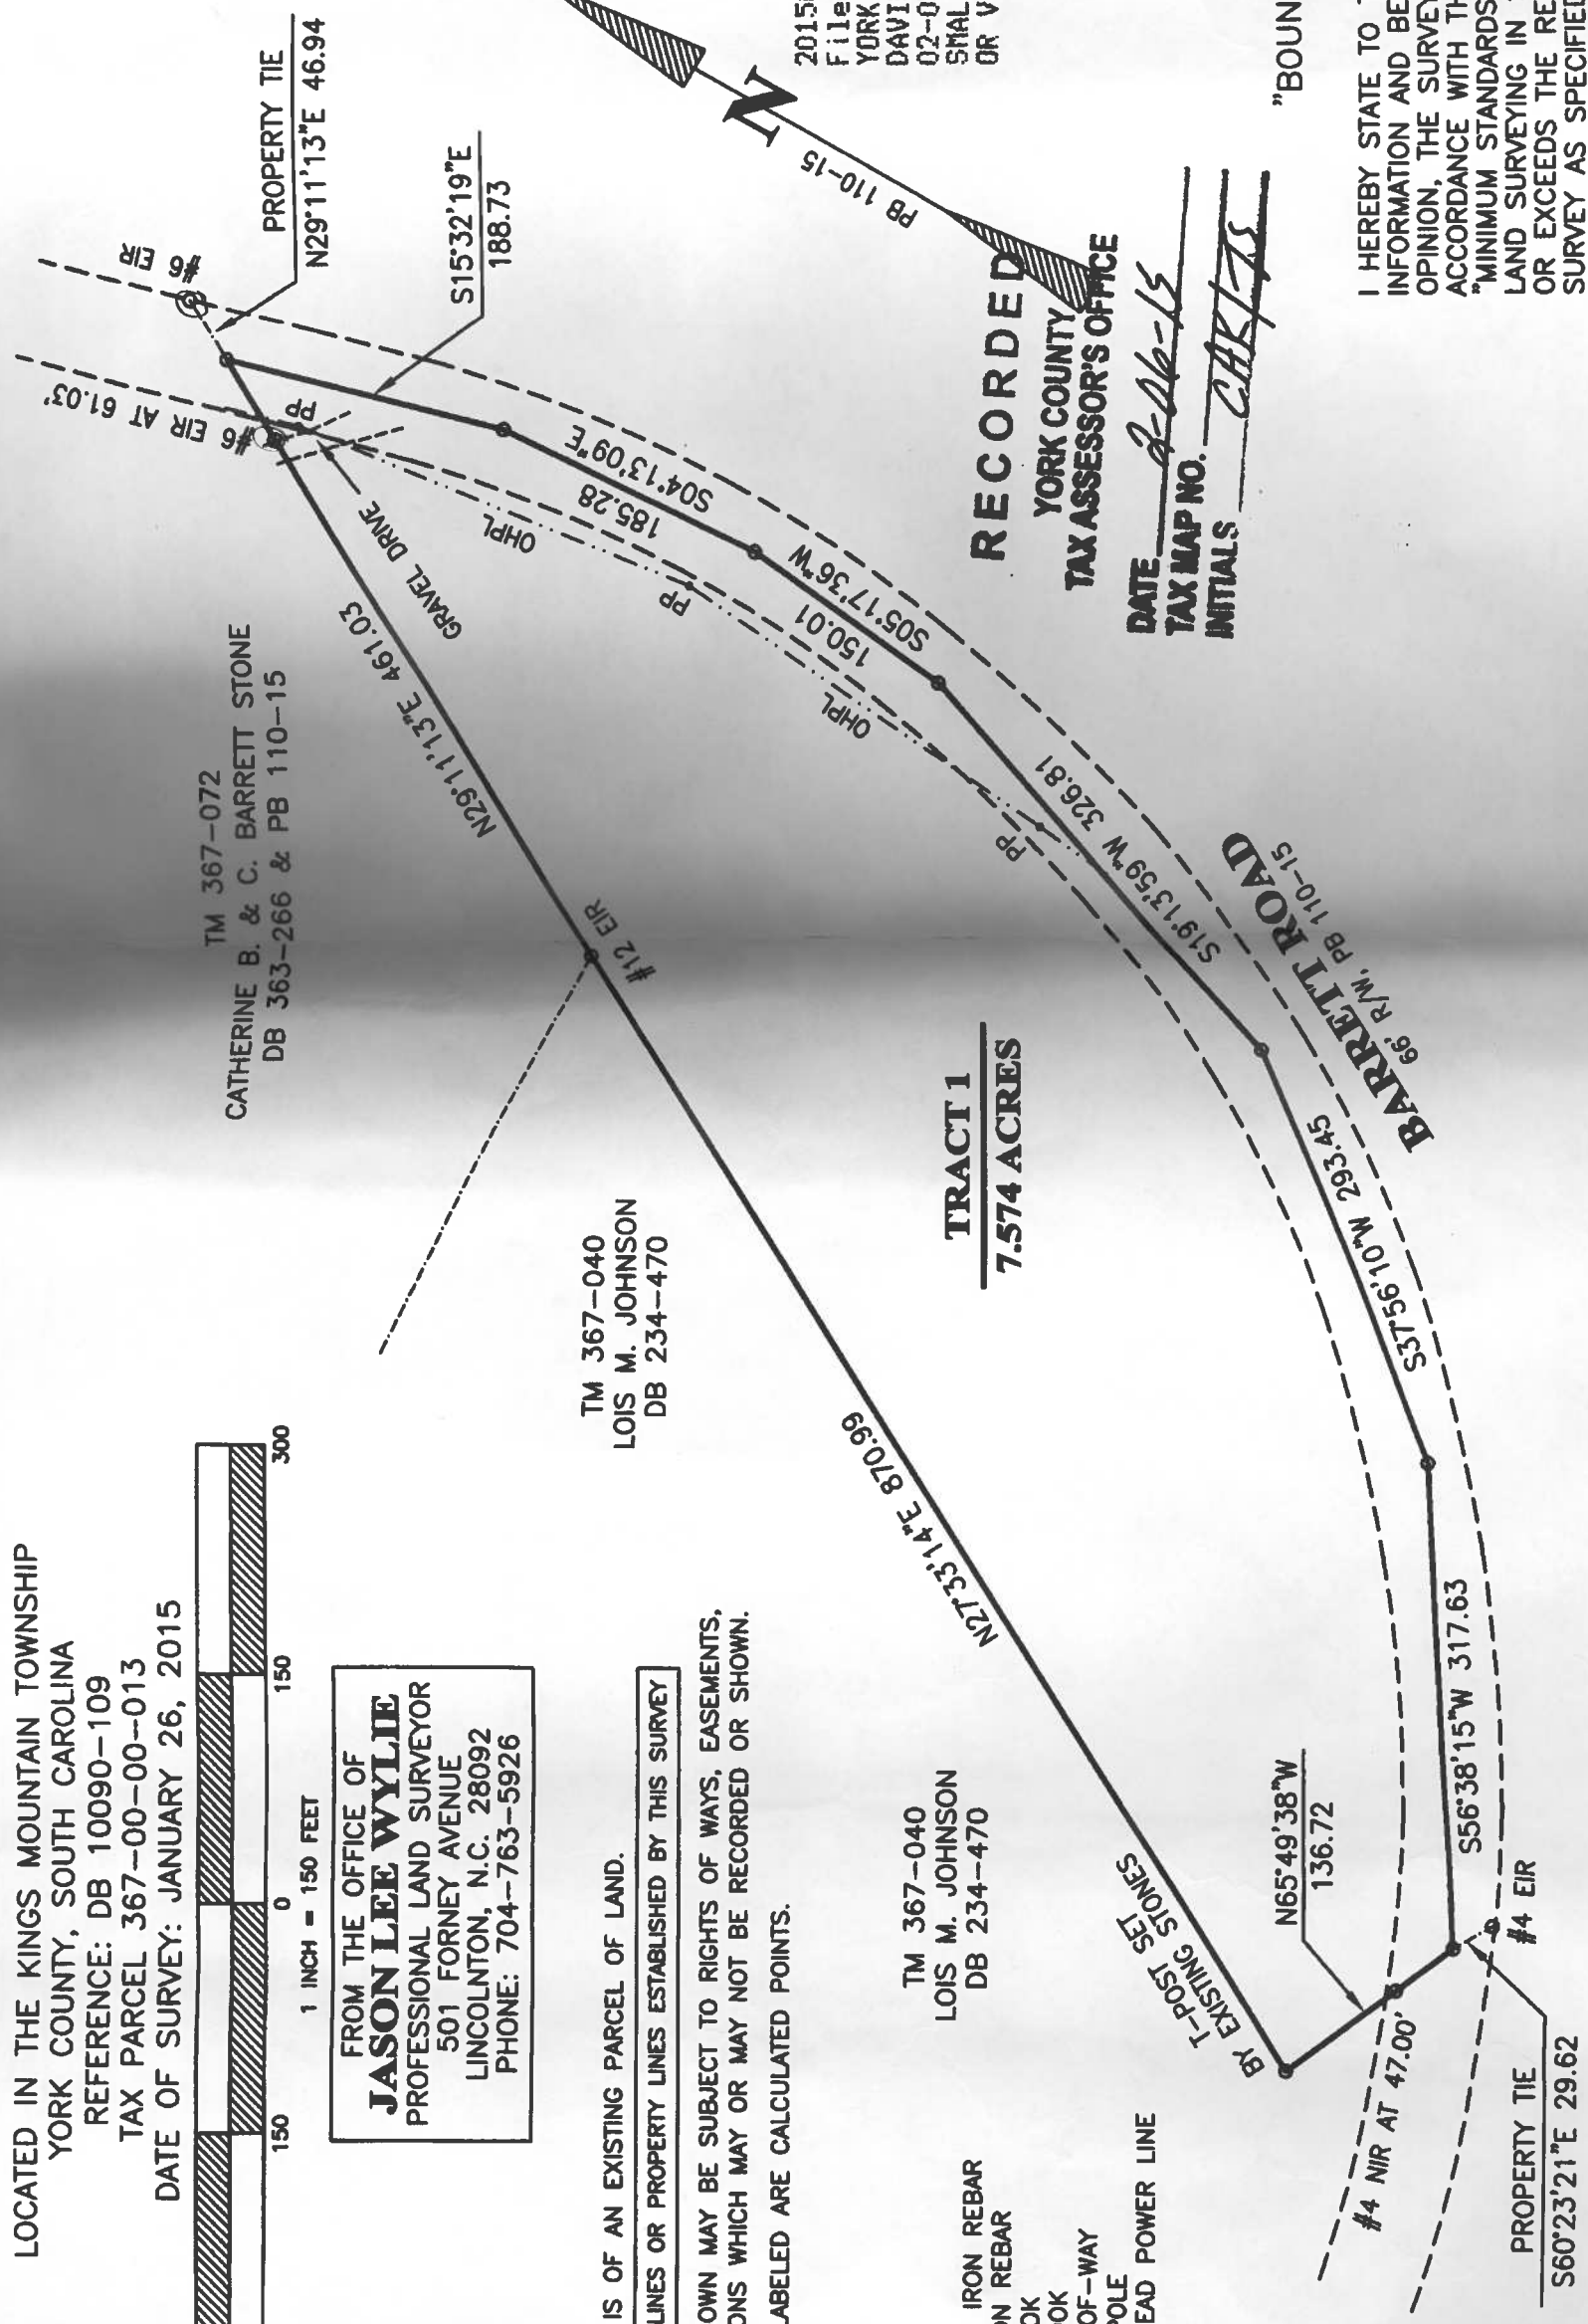 LOCATED IN THE KINGS MOUNTAIN TOWNSHIP
YORK COUNTY, SOUTH CAROLINA
REFERENCE: DB 10090-109
TAX PARCEL 367-00-00-013
DATE OF SURVEY: JANUARY 26, 2015
150 0 150 300
1 INCH = 150 FEET
FROM THE OFFICE OF
JASON LEE WYLIE
PROFESSIONAL LAND SURVEYOR
501 FORNEY AVENUE
LINCOLNTON, N.C. 28092
PHONE: 704-763-5926
IS OF AN EXISTING PARCEL OF LAND.
LINES OR PROPERTY LINES ESTABLISHED BY THIS SURVEY
OWN MAY BE SUBJECT TO RIGHTS OF WAYS, EASEMENTS,
ONS WHICH MAY OR MAY NOT BE RECORDED OR SHOWN.
LABELED ARE CALCULATED POINTS.
IRON REBAR
ON REBAR
OK
OK
OF-WAY
POLE
EAD POWER LINE
TM 367-072
CATHERINE B. & C. BARRETT STONE
DB 363-266 & PB 110-15
TM 367-040
LOIS M. JOHNSON
DB 234-470
TM 367-040
LOIS M. JOHNSON
DB 234-470
#6 EIR
#6 EIR AT 61.03'
PROPERTY TIE
N29°11'13"E 46.94
S15°32'19"E
188.73
PP
GRAVEL DRIVE
N29°11'13"E 461.03
#12 EIR
OHPL
S04°13'09"E
185.28
PP
S05°17'36"W
150.01
OHPL
PP
S19°13'59"W 326.81
BARRETT ROAD
66' R/W, PB 110-15
S37°56'10"W 293.45
S56°38'15"W 317.63
TRACT 1
7.574 ACRES
N27°33'14"E 870.99
T-POST SET
BY EXISTING STONES
N65°49'38"W
136.72
#4 NIR AT 47.00'
#4 EIR
PROPERTY TIE
S60°23'21"E 29.62
N
PB 110-15
RECORDED
YORK COUNTY
TAX ASSESSOR'S OFFICE
DATE 2-06-15
TAX MAP NO.
INITIALS
File
YORK
DAVI
02-0
SMAL
OR V
"BOUN
I HEREBY STATE TO
INFORMATION AND BE
OPINION, THE SURVEY
ACCORDANCE WITH TH
"MINIMUM STANDARDS
LAND SURVEYING IN
OR EXCEEDS THE RE
SURVEY AS SPECIFIED